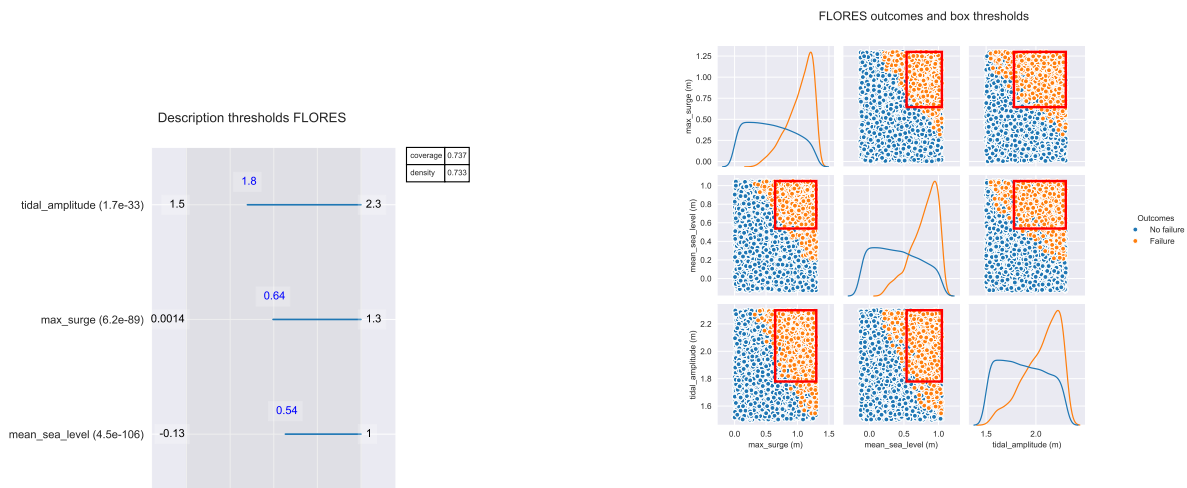 Description thresholds FLORES
coverage 0.737
density 0.733
1.8
tidal_amplitude (1.7e-33) 1.5 2.3
0.64
max_surge (6.2e-89) 0.0014 1.3
0.54
mean_sea_level (4.5e-106) -0.13 1
FLORES outcomes and box thresholds
max_surge (m)
1.25
1.00
0.75
0.50
0.25
0.00
mean_sea_level (m)
1.0
0.8
0.6
0.4
0.2
0.0
tidal_amplitude (m)
2.2
2.0
1.8
1.6
0.0 0.5 1.0 1.5 0.0 0.5 1.0 1.5 2.0
max_surge (m) mean_sea_level (m) tidal_amplitude (m)
Outcomes
No failure
Failure